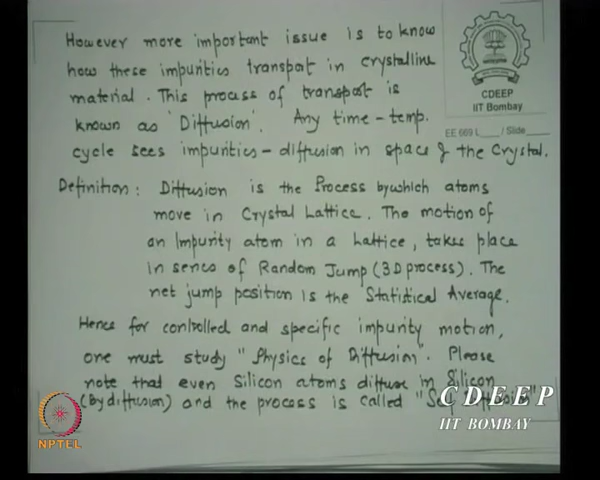 However more important issue is to know
how these impurities transport in crystalline
material. This process of transport is
known as 'Diffusion'. Any time-temp.
cycle sees impurities - diffusion in space of the Crystal.
Definition: Diffusion is the Process by which atoms
move in Crystal Lattice. The motion of
an Impurity atom in a Lattice, takes place
in series of Random Jump (3D process). The
net jump position is the Statistical Average.
Hence for controlled and specific impurity motion,
one must study "Physics of Diffusion". Please
note that even Silicon atoms diffuse in Silicon
(By diffusion) and the process is called "Self Diffusion"
CDEEP
IIT Bombay
EE 669 L___/Slide___
NPTEL
CDEEP
IIT BOMBAY